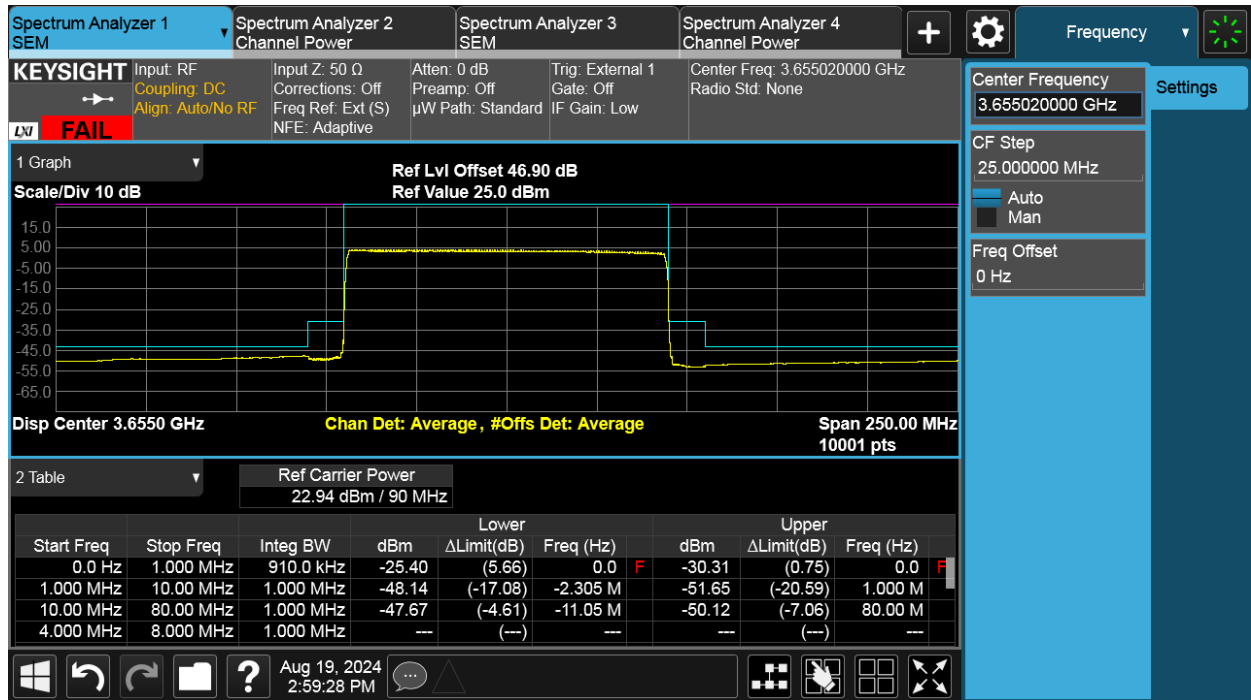 Spectrum Analyzer 1
SEM
Spectrum Analyzer 2
Channel Power
Spectrum Analyzer 3
SEM
Spectrum Analyzer 4
Channel Power
+
Frequency
KEYSIGHT
LXI
FAIL
Input: RF
Coupling: DC
Align: Auto/No RF
Input Z: 50 Ω
Corrections: Off
Freq Ref: Ext (S)
NFE: Adaptive
Atten: 0 dB
Preamp: Off
µW Path: Standard
Trig: External 1
Gate: Off
IF Gain: Low
Center Freq: 3.655020000 GHz
Radio Std: None
Center Frequency
3.655020000 GHz
Settings
CF Step
25.000000 MHz
Auto
Man
Freq Offset
0 Hz
1 Graph
Scale/Div 10 dB
Ref Lvl Offset 46.90 dB
Ref Value 25.0 dBm
15.0
5.00
-5.00
-15.0
-25.0
-35.0
-45.0
-55.0
-65.0
Disp Center 3.6550 GHz
Chan Det: Average , #Offs Det: Average
Span 250.00 MHz
10001 pts
2 Table
Ref Carrier Power
22.94 dBm / 90 MHz
Lower Upper
Start Freq Stop Freq Integ BW dBm ΔLimit(dB) Freq (Hz) dBm ΔLimit(dB) Freq (Hz)
0.0 Hz 1.000 MHz 910.0 kHz -25.40 (5.66) 0.0 F -30.31 (0.75) 0.0 F
1.000 MHz 10.00 MHz 1.000 MHz -48.14 (-17.08) -2.305 M -51.65 (-20.59) 1.000 M
10.00 MHz 80.00 MHz 1.000 MHz -47.67 (-4.61) -11.05 M -50.12 (-7.06) 80.00 M
4.000 MHz 8.000 MHz 1.000 MHz --- (---) --- --- (---) ---
?
Aug 19, 2024
2:59:28 PM